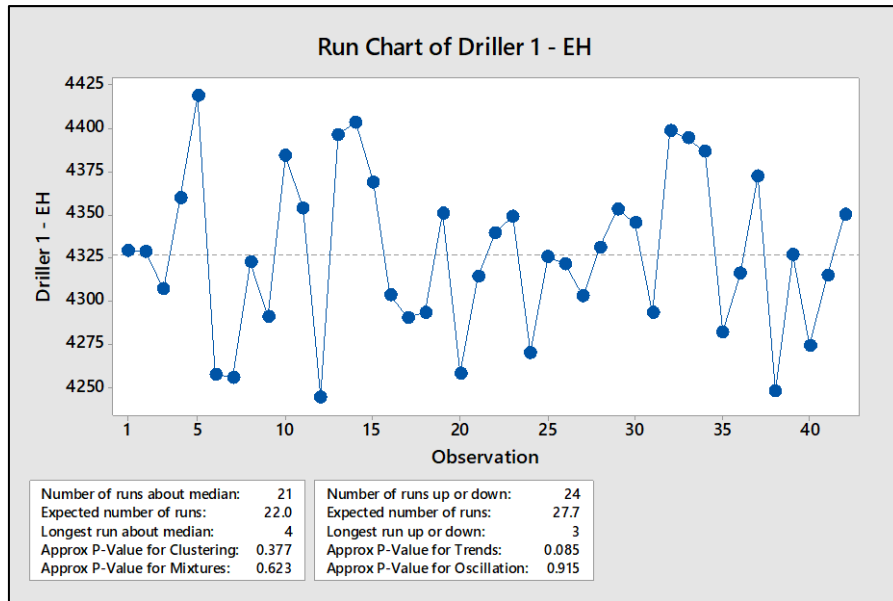 Run Chart of Driller 1 - EH
Driller 1 - EH
4425
4400
4375
4350
4325
4300
4275
4250
1 5 10 15 20 25 30 35 40
Observation
Number of runs about median: 21
Expected number of runs: 22.0
Longest run about median: 4
Approx P-Value for Clustering: 0.377
Approx P-Value for Mixtures: 0.623
Number of runs up or down: 24
Expected number of runs: 27.7
Longest run up or down: 3
Approx P-Value for Trends: 0.085
Approx P-Value for Oscillation: 0.915